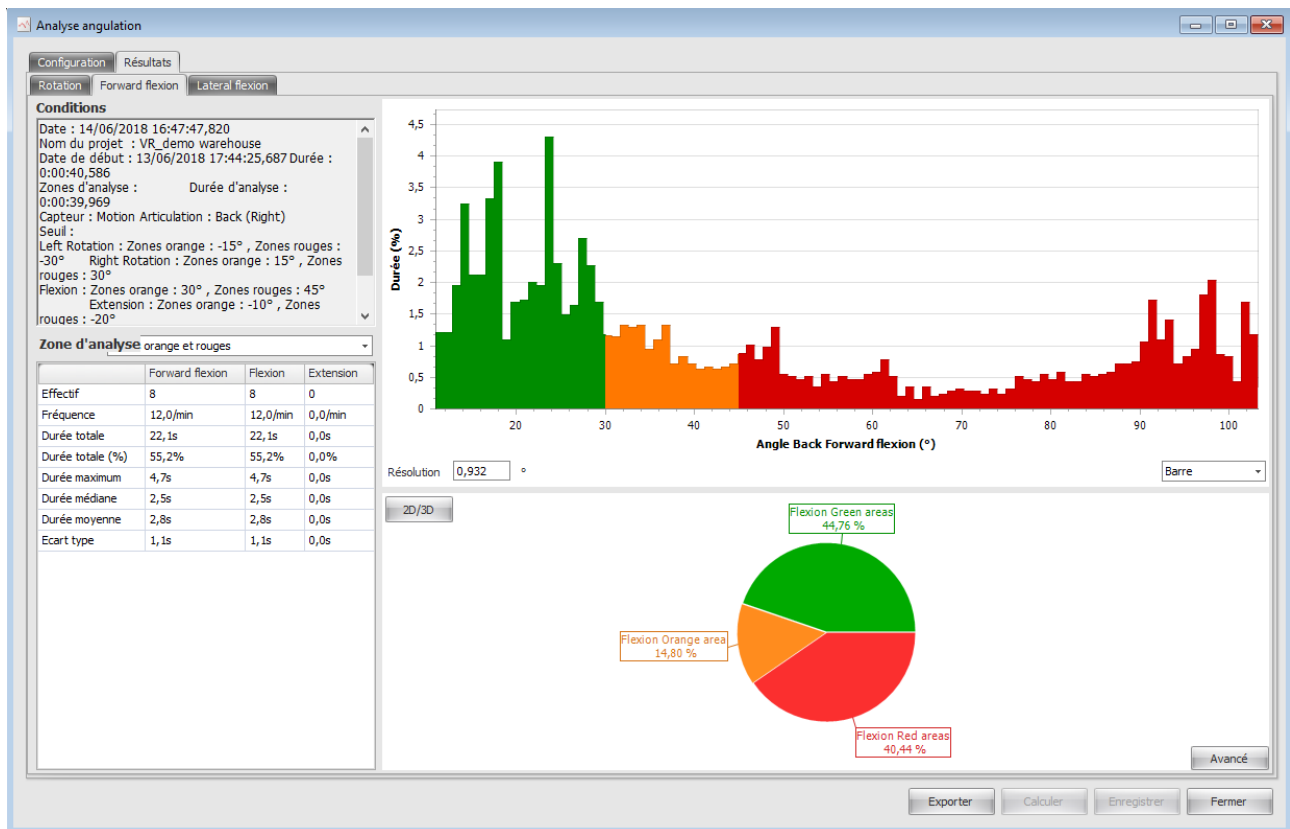 Analyse angulation
Configuration Résultats
Rotation Forward flexion Lateral flexion
Conditions
Date : 14/06/2018 16:47:47,820
Nom du projet : VR_demo warehouse
Date de début : 13/06/2018 17:44:25,687 Durée :
0:00:40,586
Zones d'analyse : Durée d'analyse :
0:00:39,969
Capteur : Motion Articulation : Back (Right)
Seuil :
Left Rotation : Zones orange : -15° , Zones rouges :
-30° Right Rotation : Zones orange : 15° , Zones
rouges : 30°
Flexion : Zones orange : 30° , Zones rouges : 45°
Extension : Zones orange : -10° , Zones
rouges : -20°
Zone d'analyse orange et rouges
Forward flexion Flexion Extension
Effectif 8 8 0
Fréquence 12,0/min 12,0/min 0,0/min
Durée totale 22,1s 22,1s 0,0s
Durée totale (%) 55,2% 55,2% 0,0%
Durée maximum 4,7s 4,7s 0,0s
Durée médiane 2,5s 2,5s 0,0s
Durée moyenne 2,8s 2,8s 0,0s
Ecart type 1,1s 1,1s 0,0s
Durée (%)
4,5
4
3,5
3
2,5
2
1,5
1
0,5
0
20 30 40 50 60 70 80 90 100
Angle Back Forward flexion (°)
Résolution 0,932 °
Barre
2D/3D
Flexion Green areas
44,76 %
Flexion Orange area
14,80 %
Flexion Red areas
40,44 %
Avancé
Exporter Calculer Enregistrer Fermer